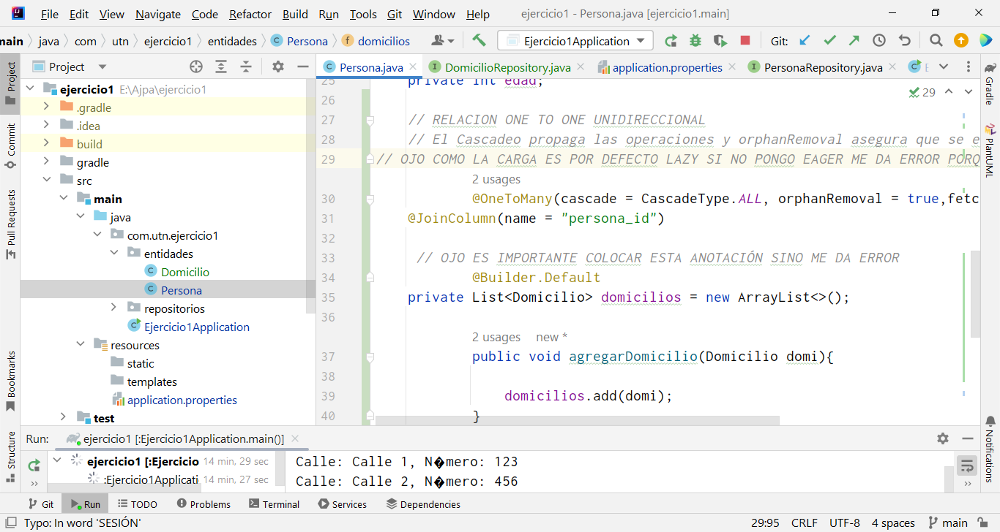 File Edit View Navigate Code Refactor Build Run Tools Git Window Help ejercicio1 - Persona.java [ejercicio1.main]
main java com utn ejercicio1 entidades Persona domicilios Ejercicio1Application Git:
Project
Persona.java DomicilioRepository.java application.properties PersonaRepository.java E
Project
Commit
Pull Requests
Bookmarks
Structure
ejercicio1 E:\Ajpa\ejercicio1
.gradle
.idea
build
gradle
src
main
java
com.utn.ejercicio1
entidades
Domicilio
Persona
repositorios
Ejercicio1Application
resources
static
templates
application.properties
test
29
25 private int edad;
26
27 // RELACION ONE TO ONE UNIDIRECCIONAL
28 // El Cascadeo propaga las operaciones y orphanRemoval asegura que se e
29 // OJO COMO LA CARGA ES POR DEFECTO LAZY SI NO PONGO EAGER ME DA ERROR PORQ
2 usages
30 @OneToMany(cascade = CascadeType.ALL, orphanRemoval = true,fetc
31 @JoinColumn(name = "persona_id")
32
33 // OJO ES IMPORTANTE COLOCAR ESTA ANOTACIÓN SINO ME DA ERROR
34 @Builder.Default
35 private List<Domicilio> domicilios = new ArrayList<>();
36
2 usages new *
37 public void agregarDomicilio(Domicilio domi){
38
39 domicilios.add(domi);
40 }
Gradle
PlantUML
Notifications
Run: ejercicio1 [:Ejercicio1Application.main()]
ejercicio1 [:Ejercicio 14 min, 29 sec
:Ejercicio1Applicati 14 min, 27 sec
Calle: Calle 1, N�mero: 123
Calle: Calle 2, N�mero: 456
Git Run TODO Problems Terminal Services Dependencies
Typo: In word 'SESIÓN' 29:95 CRLF UTF-8 4 spaces main